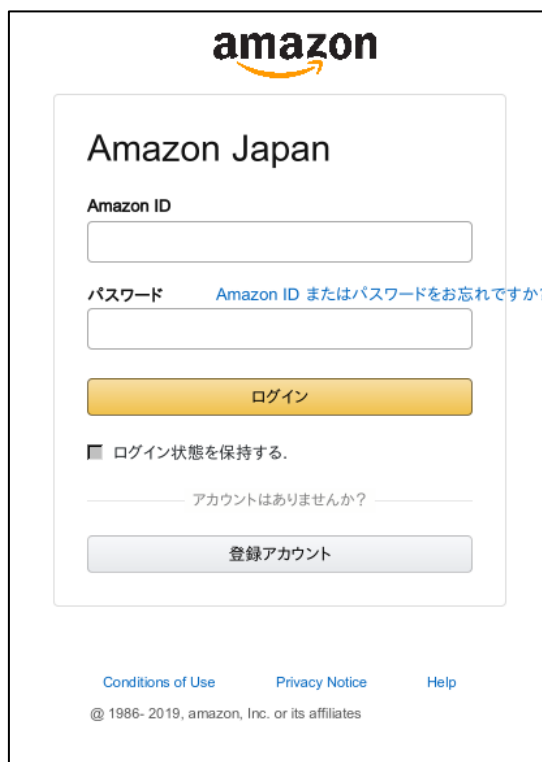 amazon
Amazon Japan
Amazon ID
パスワード Amazon ID またはパスワードをお忘れですか?
ログイン
ログイン状態を保持する.
アカウントはありませんか？
登録アカウント
Conditions of Use Privacy Notice Help
@ 1986- 2019, amazon, Inc. or its affiliates